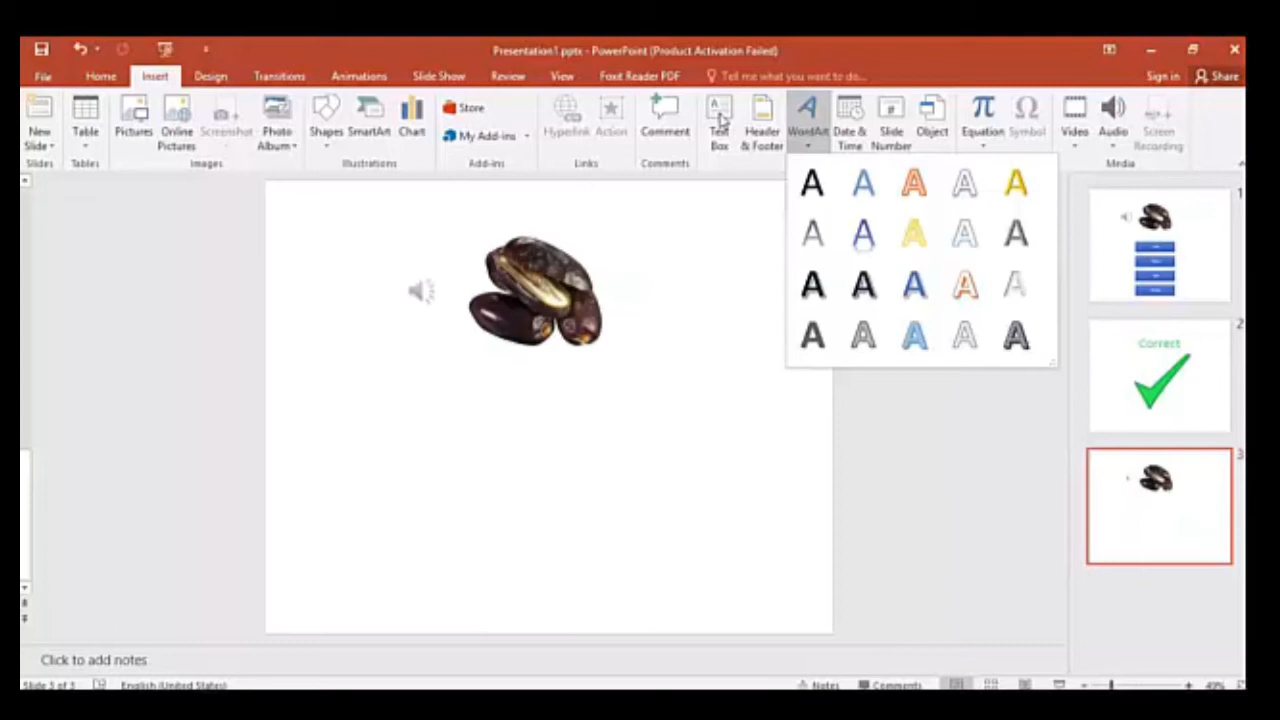 Presentation1.pptx - PowerPoint (Product Activation Failed)
File Home Insert Design Transitions Animations Slide Show Review View Foxit Reader PDF Tell me what you want to do... Sign in Share
New Slide Table Pictures Online Pictures Screenshot Photo Album Shapes SmartArt Chart Store My Add-ins Hyperlink Action Comment Text Box Header & Footer WordArt Date & Time Slide Number Object Equation Symbol Video Audio Screen Recording
Slides Tables Images Illustrations Add-ins Links Comments Media
A A A A A
A A A A A
A A A A A
A A A A A
1
2
Correct
3
Click to add notes
Slide 3 of 3 English (United States) Notes Comments 49%